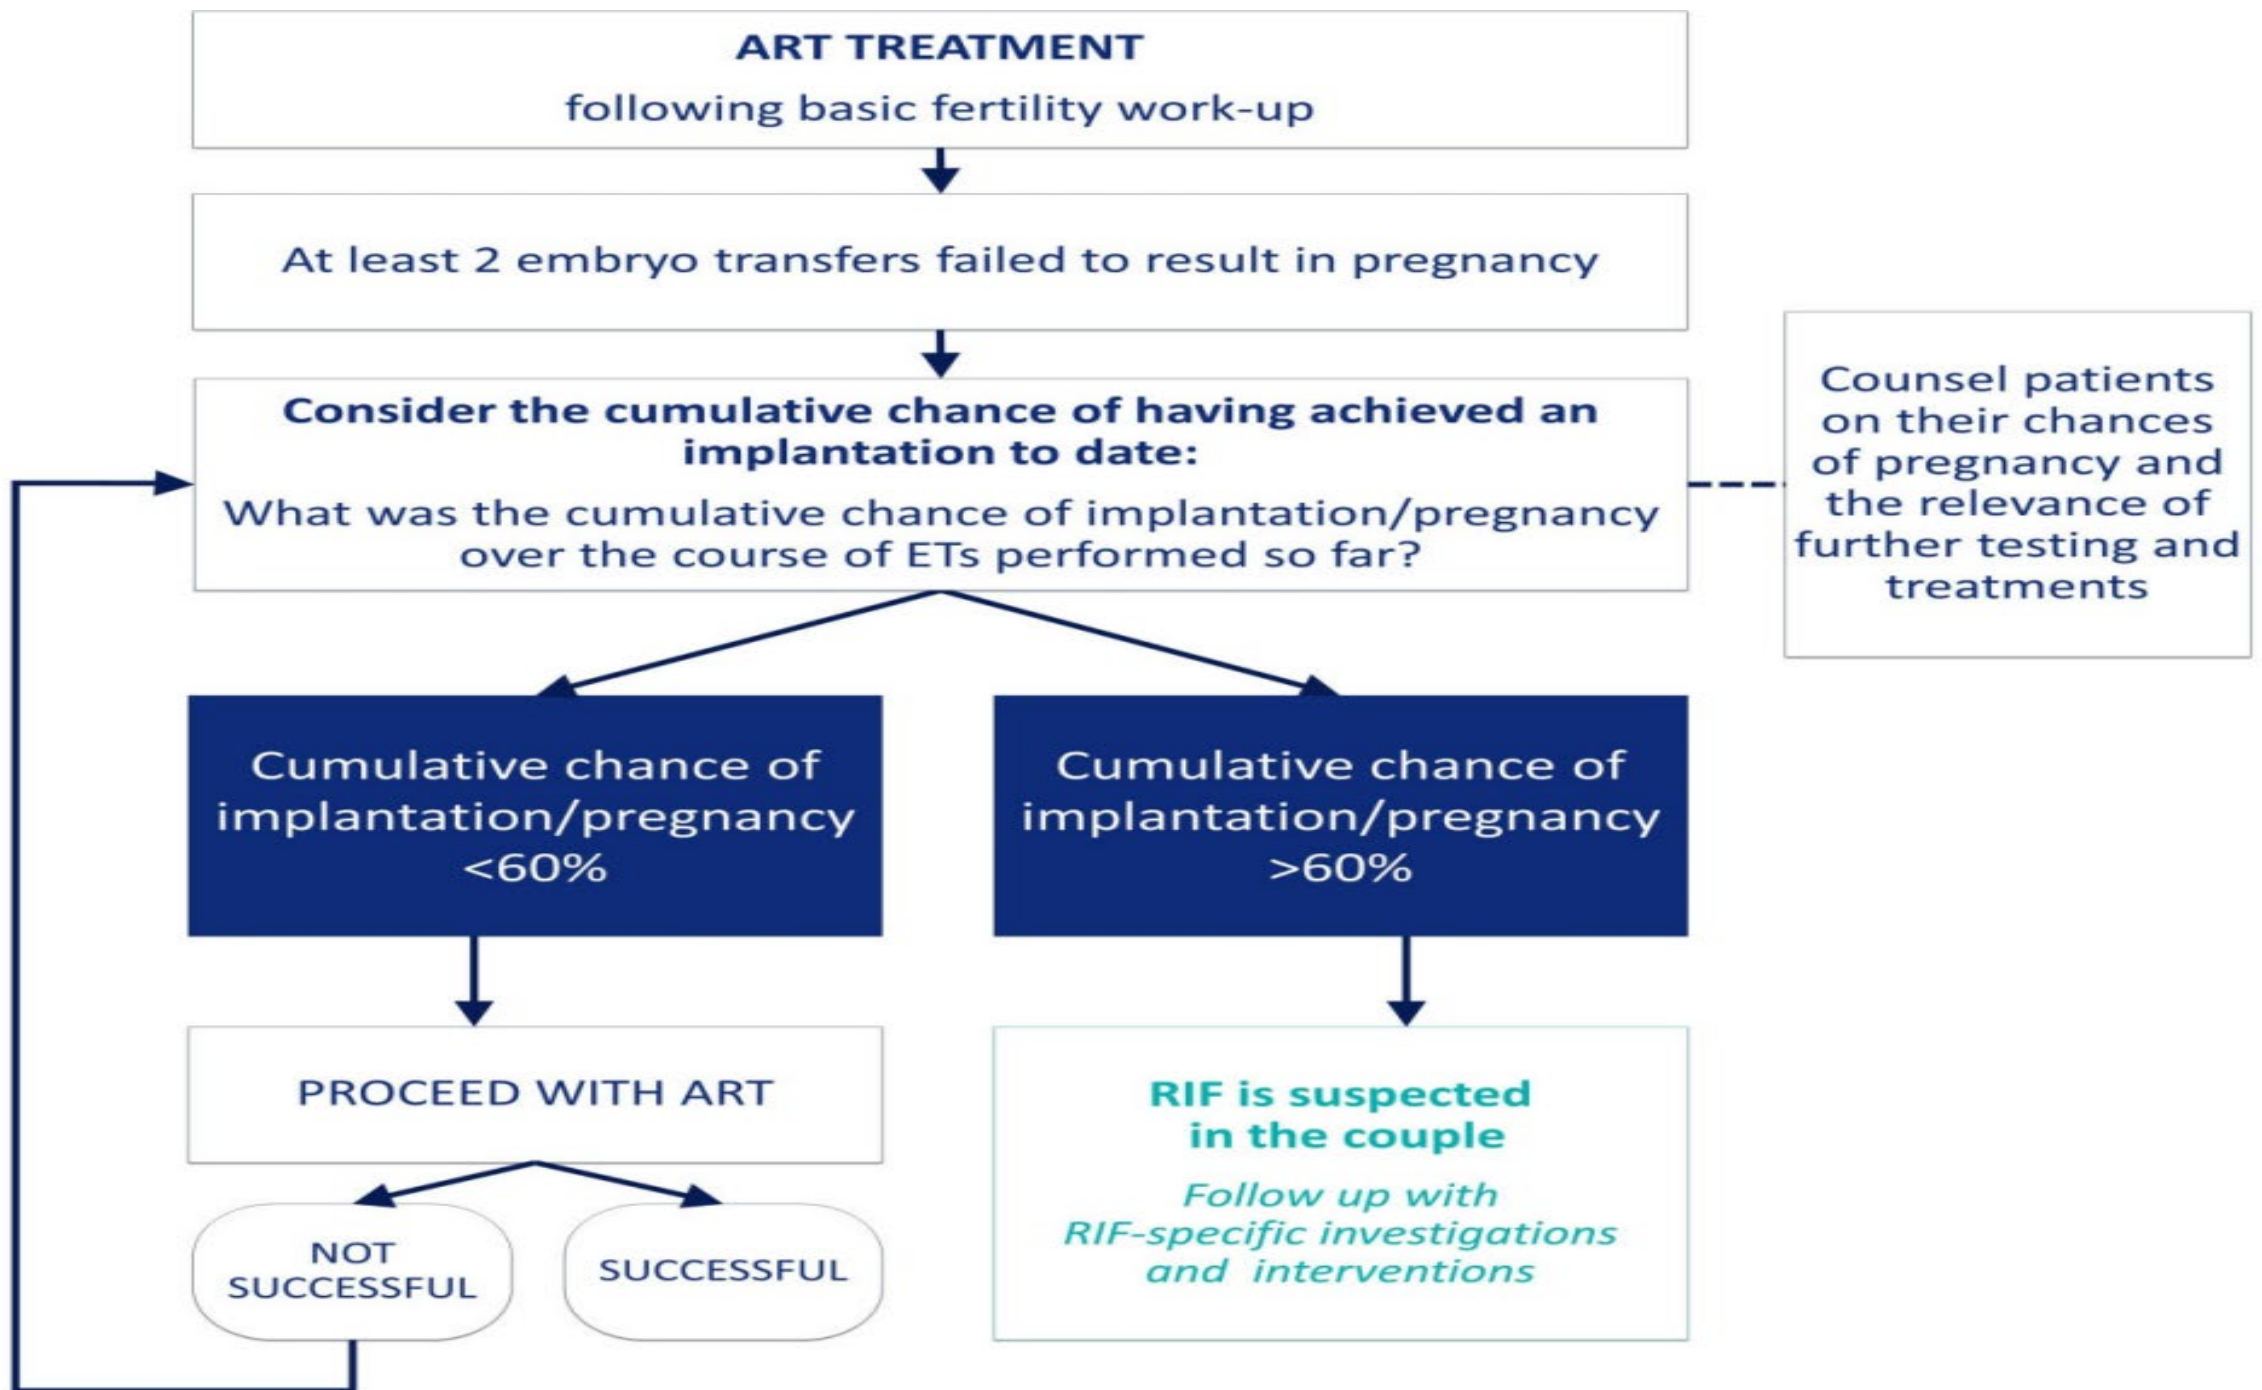 ART TREATMENT
following basic fertility work-up
At least 2 embryo transfers failed to result in pregnancy
Consider the cumulative chance of having achieved an
implantation to date:
What was the cumulative chance of implantation/pregnancy
over the course of ETs performed so far?
Counsel patients
on their chances
of pregnancy and
the relevance of
further testing and
treatments
Cumulative chance of
implantation/pregnancy
<60%
Cumulative chance of
implantation/pregnancy
>60%
PROCEED WITH ART
NOT
SUCCESSFUL
SUCCESSFUL
RIF is suspected
in the couple
Follow up with
RIF-specific investigations
and interventions